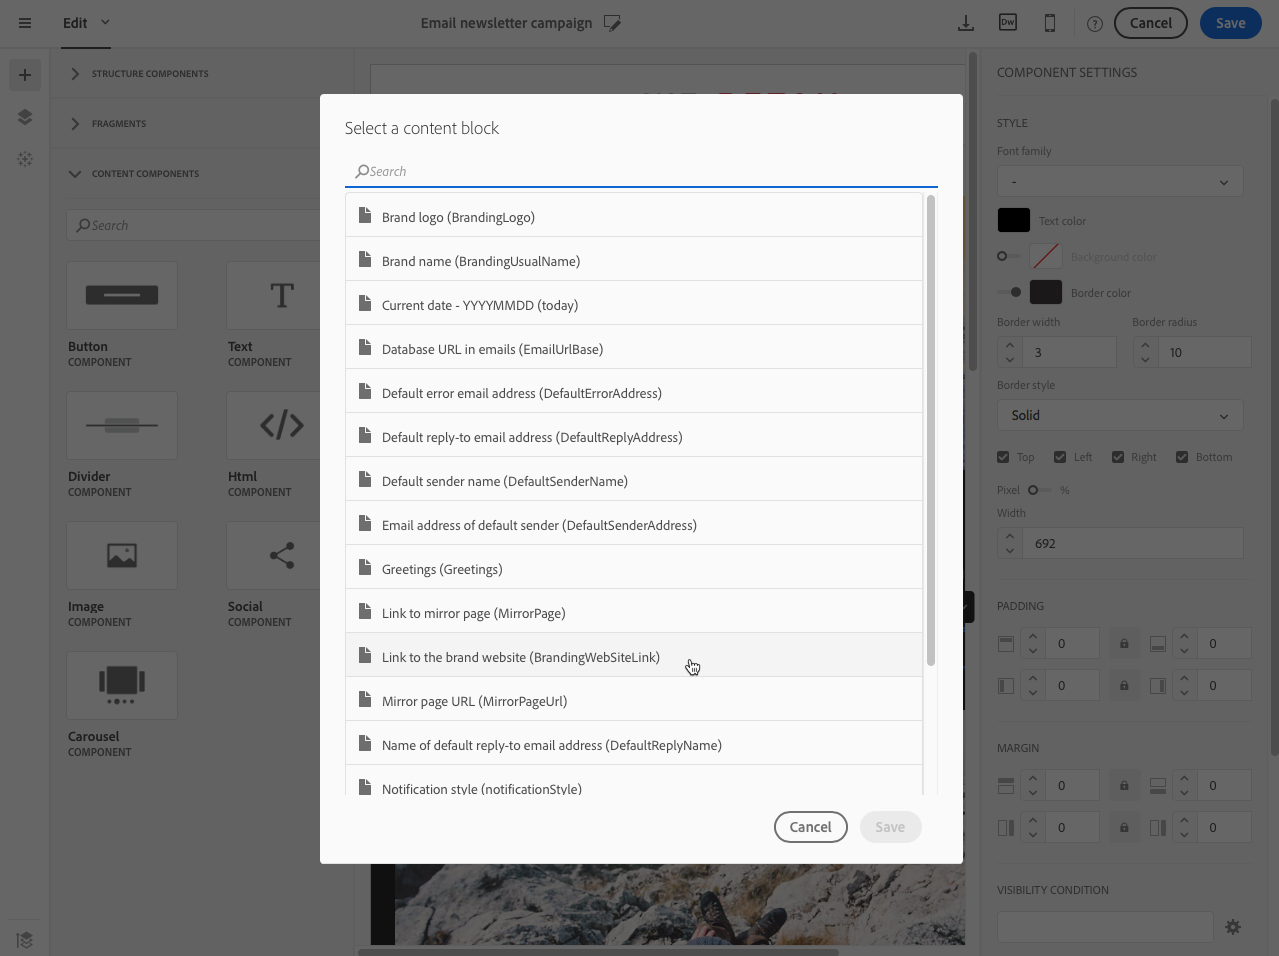 Edit
Email newsletter campaign
Dw
Cancel
Save
STRUCTURE COMPONENTS
FRAGMENTS
CONTENT COMPONENTS
Search
Button
COMPONENT
Text
COMPONENT
Divider
COMPONENT
Html
COMPONENT
Image
COMPONENT
Social
COMPONENT
Carousel
COMPONENT
Select a content block
Search
Brand logo (BrandingLogo)
Brand name (BrandingUsualName)
Current date - YYYYMMDD (today)
Database URL in emails (EmailUrlBase)
Default error email address (DefaultErrorAddress)
Default reply-to email address (DefaultReplyAddress)
Default sender name (DefaultSenderName)
Email address of default sender (DefaultSenderAddress)
Greetings (Greetings)
Link to mirror page (MirrorPage)
Link to the brand website (BrandingWebSiteLink)
Mirror page URL (MirrorPageUrl)
Name of default reply-to email address (DefaultReplyName)
Notification style (notificationStyle)
Cancel
Save
COMPONENT SETTINGS
STYLE
Font family
-
Text color
Background color
Border color
Border width
Border radius
3
10
Border style
Solid
Top
Left
Right
Bottom
Pixel
%
Width
692
PADDING
0
0
0
0
MARGIN
0
0
0
0
VISIBILITY CONDITION